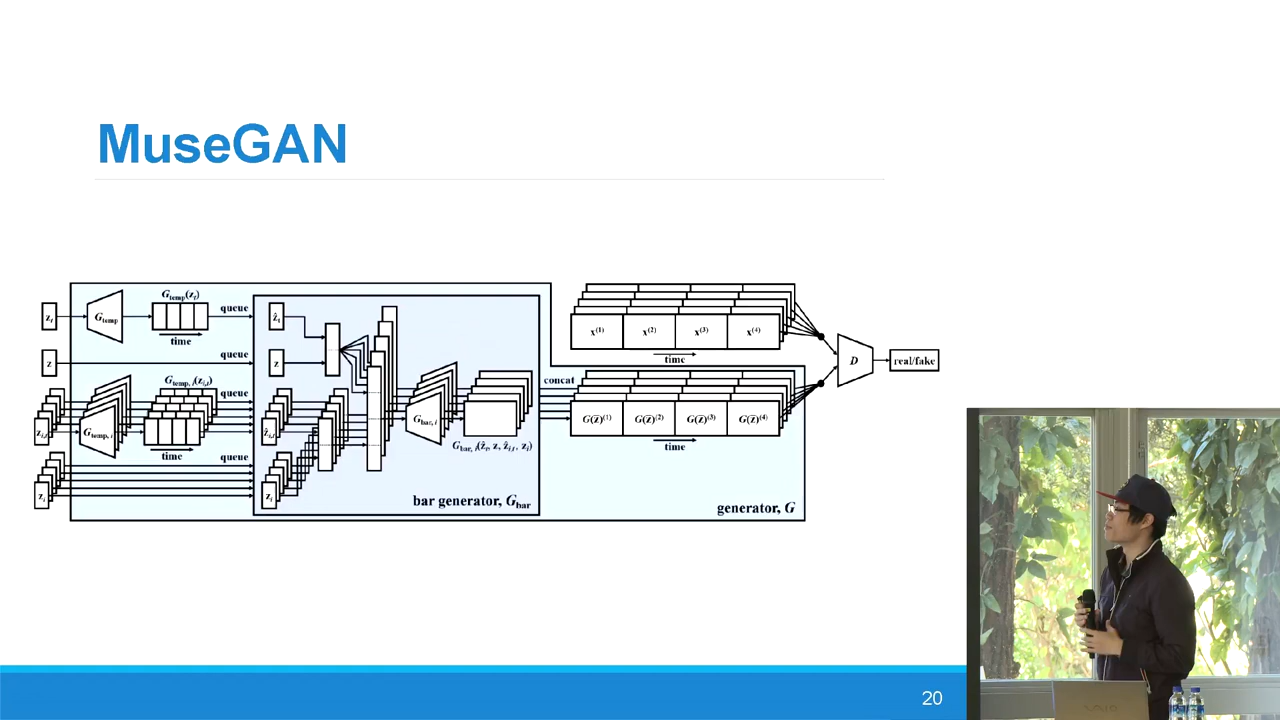 MuseGAN
G_temp(z_t)
z_t
G_temp
time
queue
z
queue
G_temp, i(z_i,t)
queue
z_i,t
G_temp, i
time
queue
z_i
ẑ_t
z
ẑ_i,t
z_i
G_bar, i
G_bar, i(ẑ_t, z, ẑ_i,t, z_i)
bar generator, G_bar
concat
x⁽¹⁾ x⁽²⁾ x⁽³⁾ x⁽⁴⁾
time
G(z̄)⁽¹⁾ G(z̄)⁽²⁾ G(z̄)⁽³⁾ G(z̄)⁽⁴⁾
time
generator, G
D
real/fake
20